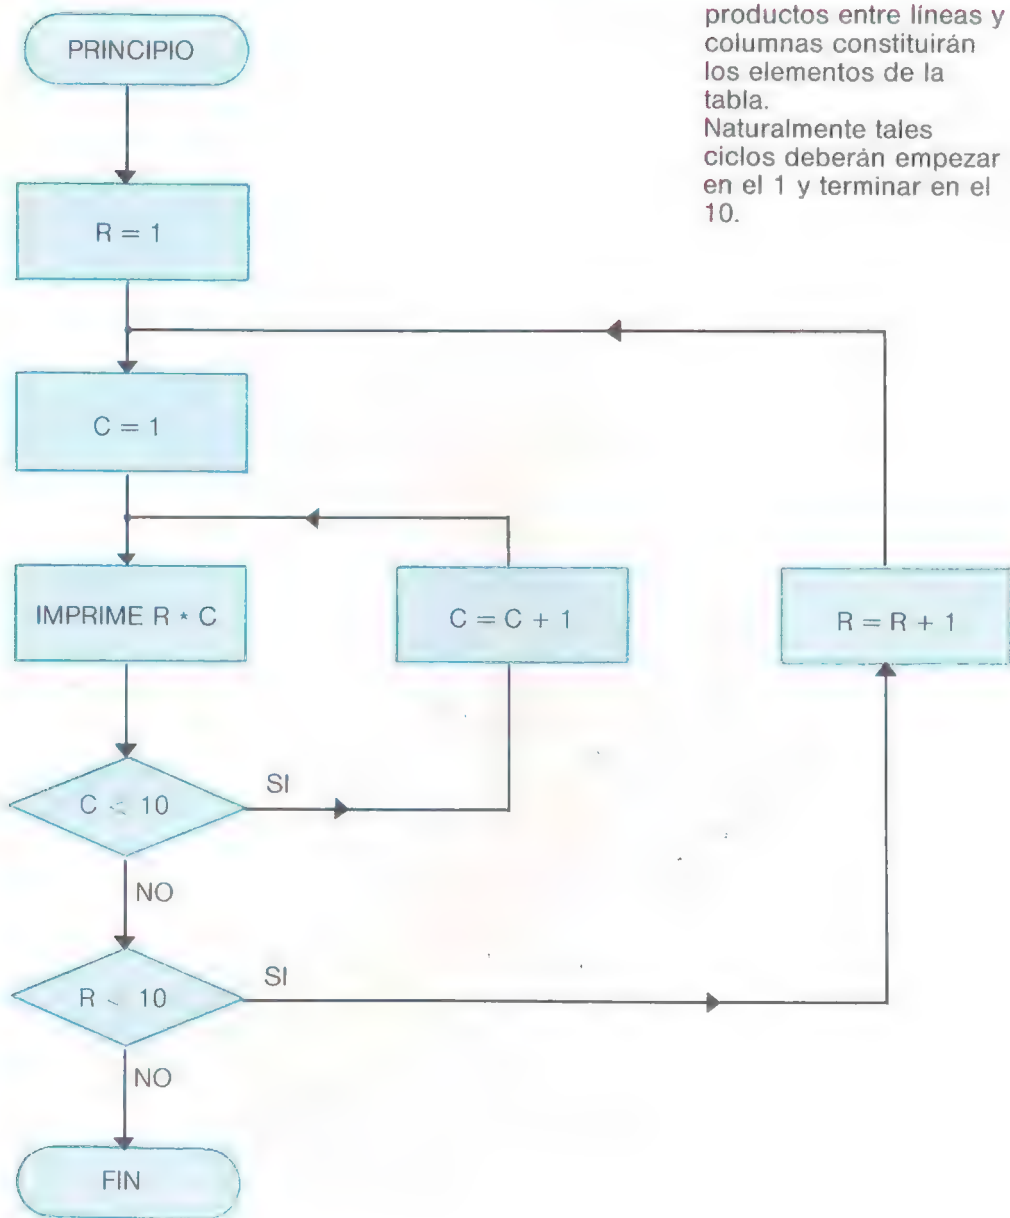 productos entre líneas y
columnas constituirán
los elementos de la
tabla.
Naturalmente tales
ciclos deberán empezar
en el 1 y terminar en el
10.
PRINCIPIO
R = 1
C = 1
IMPRIME R * C
C = C + 1
R = R + 1
C < 10
SI
NO
R < 10
SI
NO
FIN